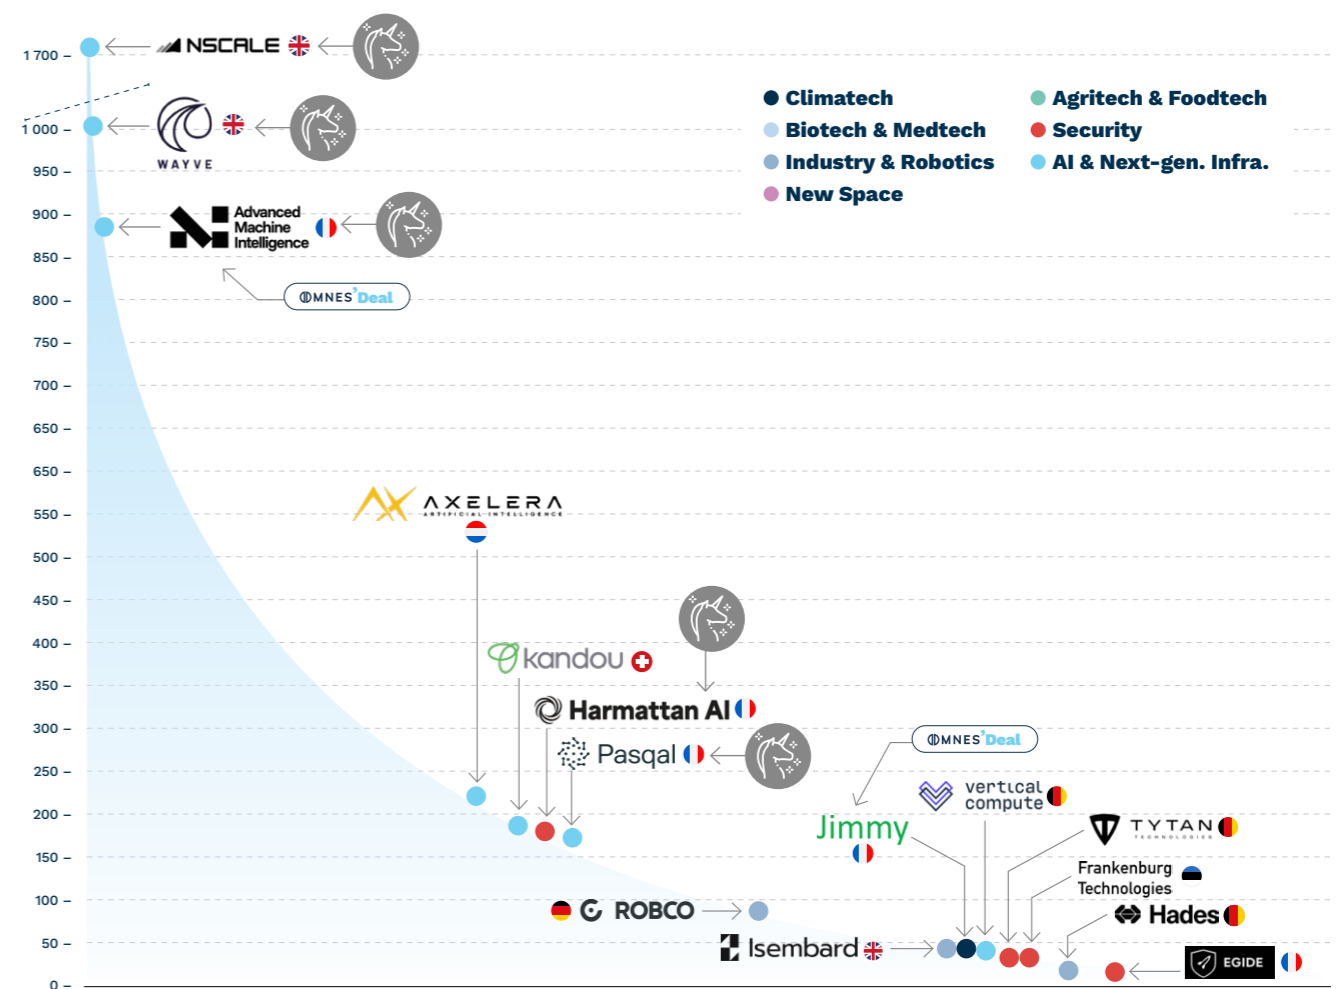 1 700 –
NSCALE
1 000 –
WAYVE
950 –
900 –
Advanced
Machine
Intelligence
850 –
800 –
OMNES'Deal
750 –
700 –
650 –
650 –
550 –
500 –
450 –
400 –
350 –
300 –
250 –
200 –
150 –
100 –
50 –
0 –
Climatech
Biotech & Medtech
Industry & Robotics
New Space
Agritech & Foodtech
Security
AI & Next-gen. Infra.
AXELERA
ARTIFICIAL INTELLIGENCE
kandou
Harmattan AI
Pasqal
OMNES'Deal
Jimmy
vertical
compute
TYTAN
TECHNOLOGIES
Frankenburg
Technologies
Hades
ROBCO
Isembard
EGIDE